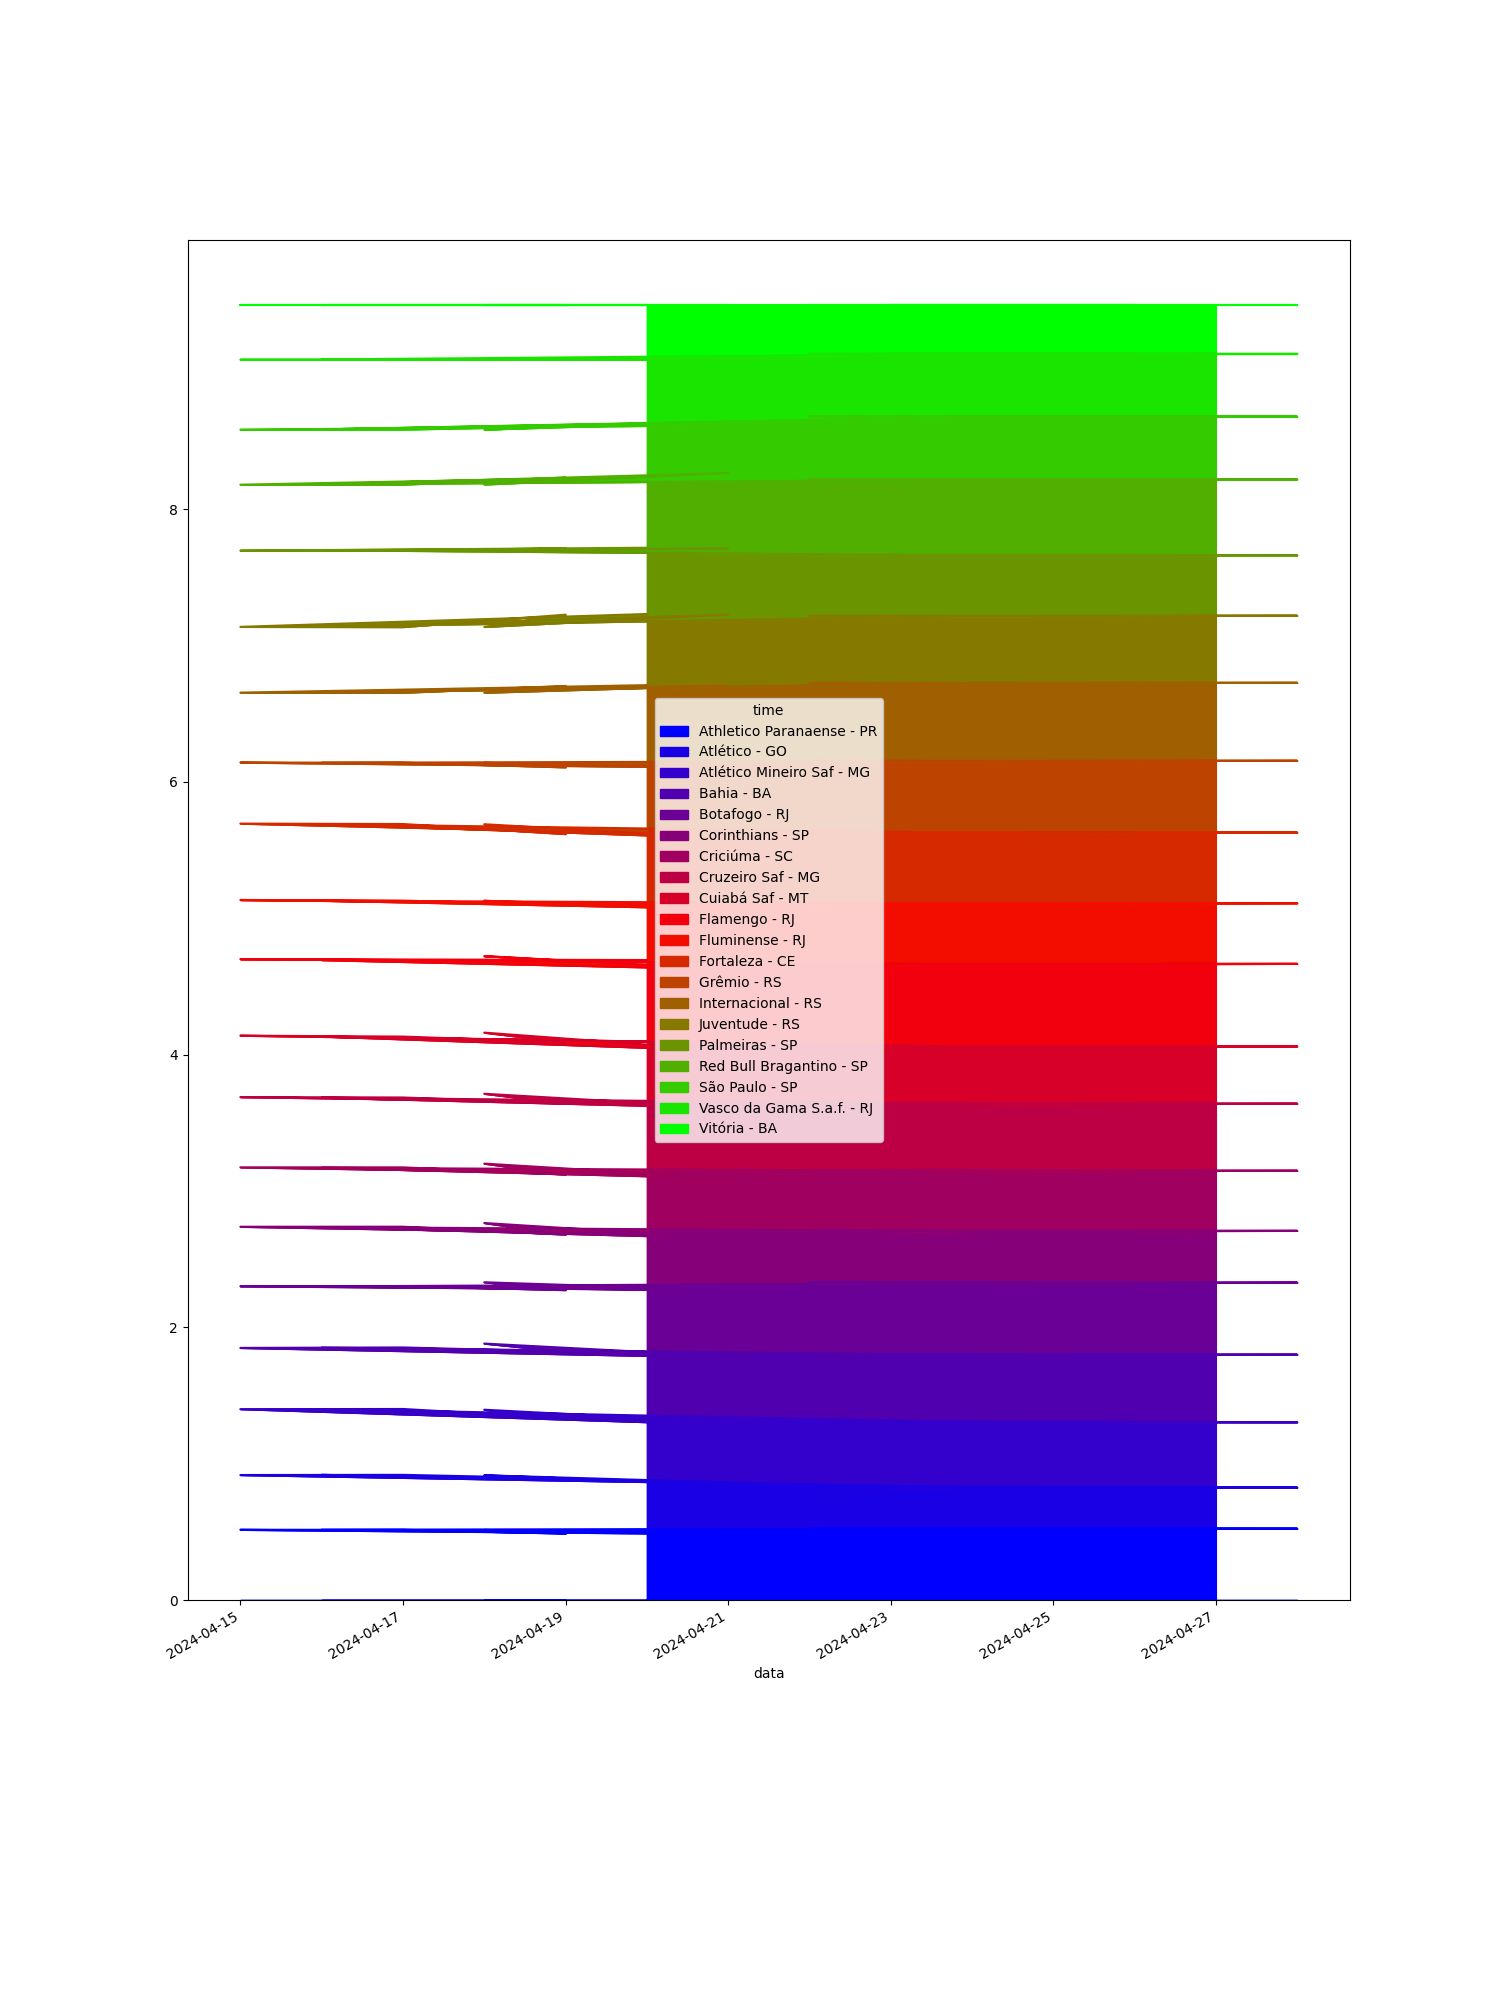 8
6
4
2
0
time
Athletico Paranaense - PR
Atlético - GO
Atlético Mineiro Saf - MG
Bahia - BA
Botafogo - RJ
Corinthians - SP
Criciúma - SC
Cruzeiro Saf - MG
Cuiabá Saf - MT
Flamengo - RJ
Fluminense - RJ
Fortaleza - CE
Grêmio - RS
Internacional - RS
Juventude - RS
Palmeiras - SP
Red Bull Bragantino - SP
São Paulo - SP
Vasco da Gama S.a.f. - RJ
Vitória - BA
2024-04-15
2024-04-17
2024-04-19
2024-04-21
2024-04-23
2024-04-25
2024-04-27
data